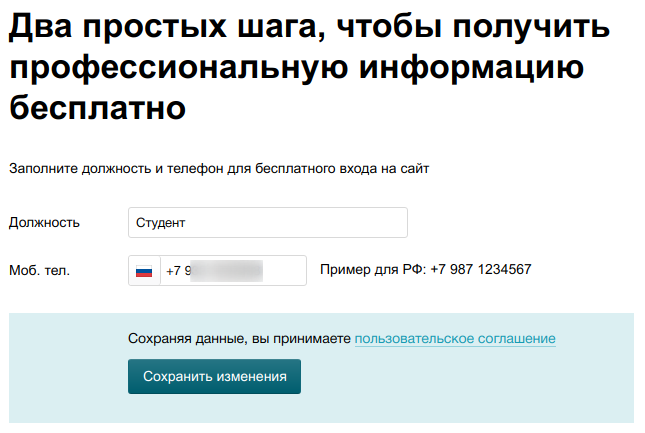 Два простых шага, чтобы получить
профессиональную информацию
бесплатно
Заполните должность и телефон для бесплатного входа на сайт
Должность
Студент
Моб. тел.
+7 9
Пример для РФ: +7 987 1234567
Сохраняя данные, вы принимаете пользовательское соглашение
Сохранить изменения